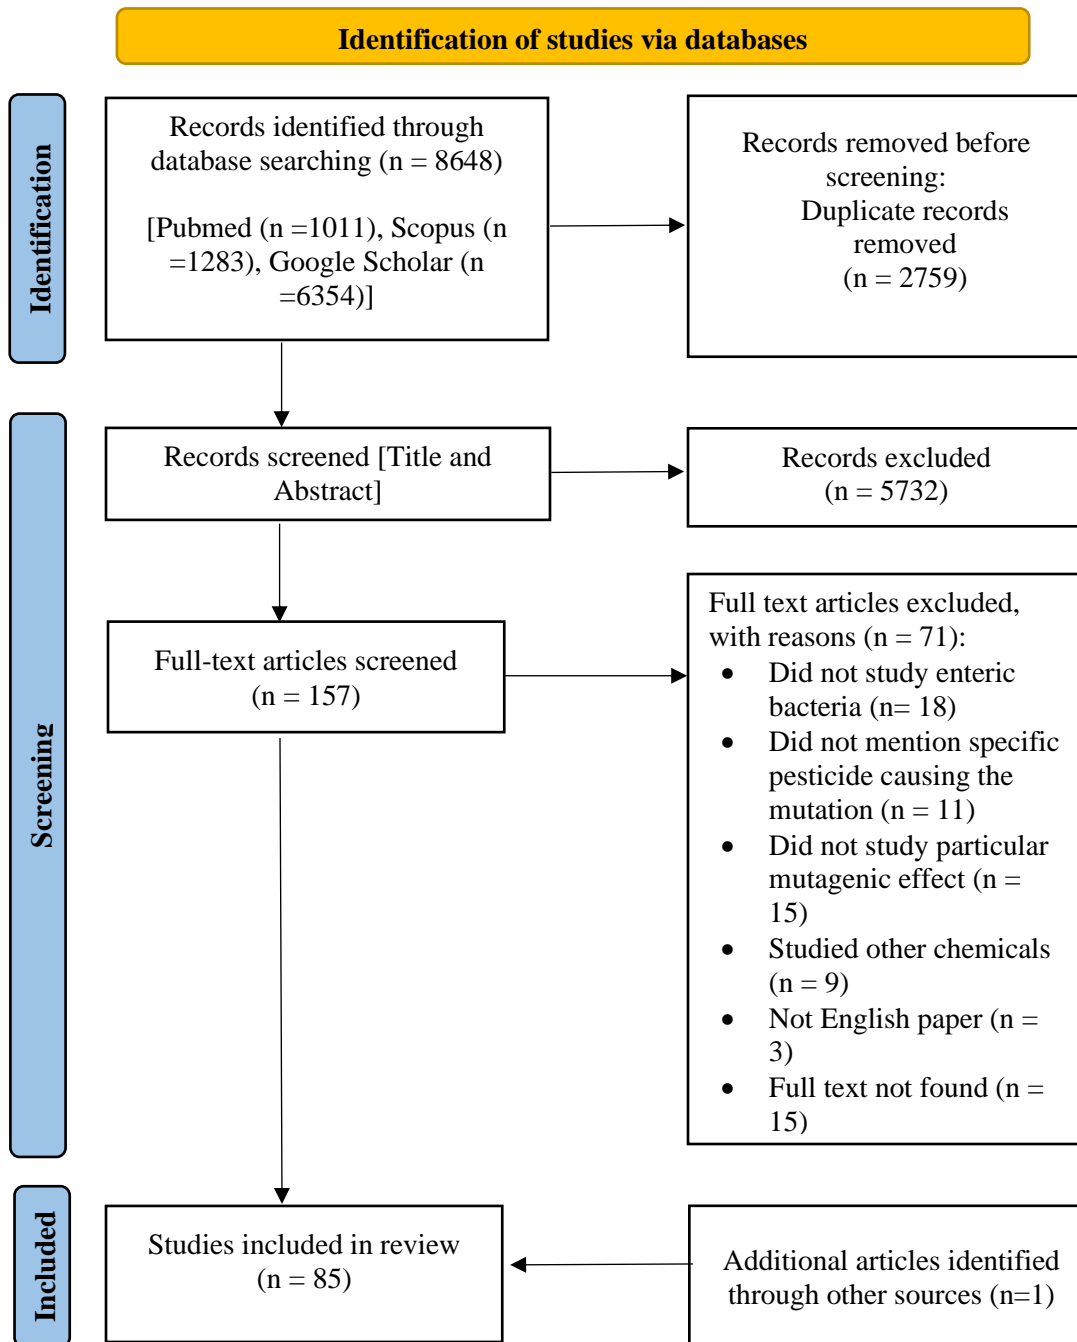 Identification of studies via databases
Identification
Records identified through
database searching (n = 8648)
[Pubmed (n =1011), Scopus (n
=1283), Google Scholar (n
=6354)]
Records removed before
screening:
Duplicate records
removed
(n = 2759)
Screening
Records screened [Title and
Abstract]
Records excluded
(n = 5732)
Full-text articles screened
(n = 157)
Full text articles excluded,
with reasons (n = 71):
• Did not study enteric
bacteria (n= 18)
• Did not mention specific
pesticide causing the
mutation (n = 11)
• Did not study particular
mutagenic effect (n =
15)
• Studied other chemicals
(n = 9)
• Not English paper (n =
3)
• Full text not found (n =
15)
Included
Studies included in review
(n = 85)
Additional articles identified
through other sources (n=1)